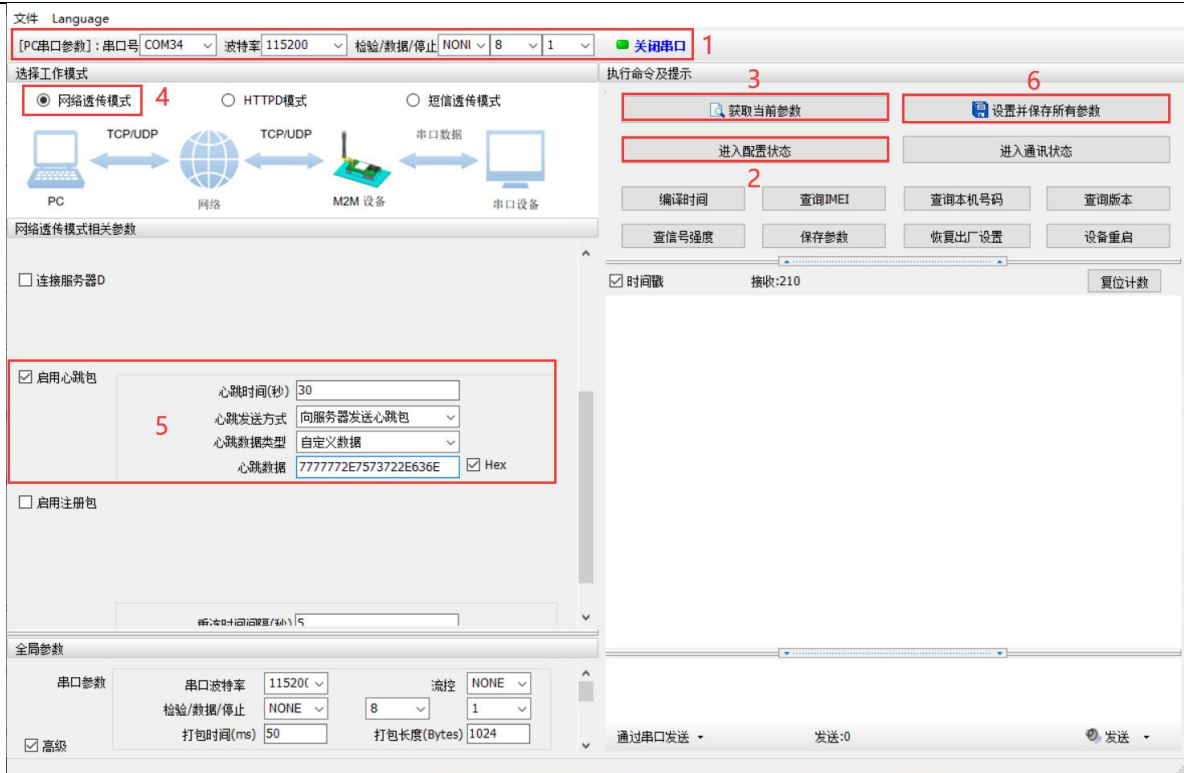 文件 Language
[PC串口参数]：串口号 COM34 波特率 115200 检验/数据/停止 NONI 8 1 关闭串口 1
选择工作模式
网络透传模式 4 HTTPD模式 短信透传模式
TCP/UDP TCP/UDP 串口数据
PC 网络 M2M 设备 串口设备
网络透传模式相关参数
连接服务器D
启用心跳包
心跳时间(秒) 30
心跳发送方式 向服务器发送心跳包
5
心跳数据类型 自定义数据
心跳数据 7777772E7573722E636E Hex
启用注册包
重连时间间隔(秒) 5
全局参数
串口参数 串口波特率 11520( 流控 NONE
检验/数据/停止 NONE 8 1
打包时间(ms) 50 打包长度(Bytes) 1024
高级
执行命令及提示
3 6
获取当前参数 设置并保存所有参数
进入配置状态 进入通讯状态
2
编译时间 查询IMEI 查询本机号码 查询版本
查信号强度 保存参数 恢复出厂设置 设备重启
时间戳 接收:210 复位计数
通过串口发送 发送:0 发送